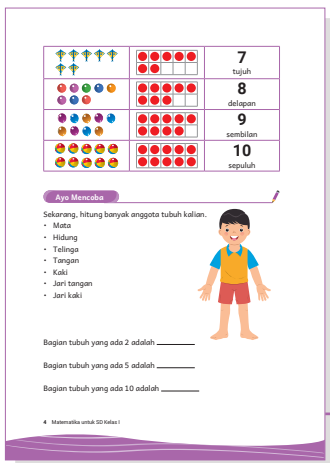 7
tujuh
8
delapan
9
sembilan
10
sepuluh
Ayo Mencoba
Sekarang, hitung banyak anggota tubuh kalian.
• Mata
• Hidung
• Telinga
• Tangan
• Kaki
• Jari tangan
• Jari kaki
Bagian tubuh yang ada 2 adalah
Bagian tubuh yang ada 5 adalah
Bagian tubuh yang ada 10 adalah
4 Matematika untuk SD Kelas I